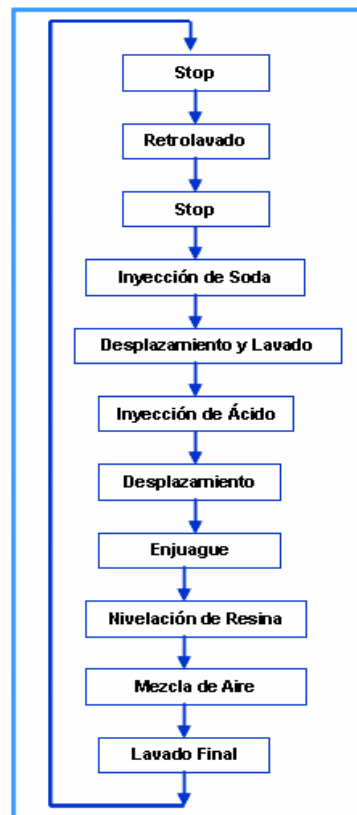 Stop
Retrolavado
Stop
Inyección de Soda
Desplazamiento y Lavado
Inyección de Ácido
Desplazamiento
Enjuague
Nivelación de Resina
Mezcla de Aire
Lavado Final